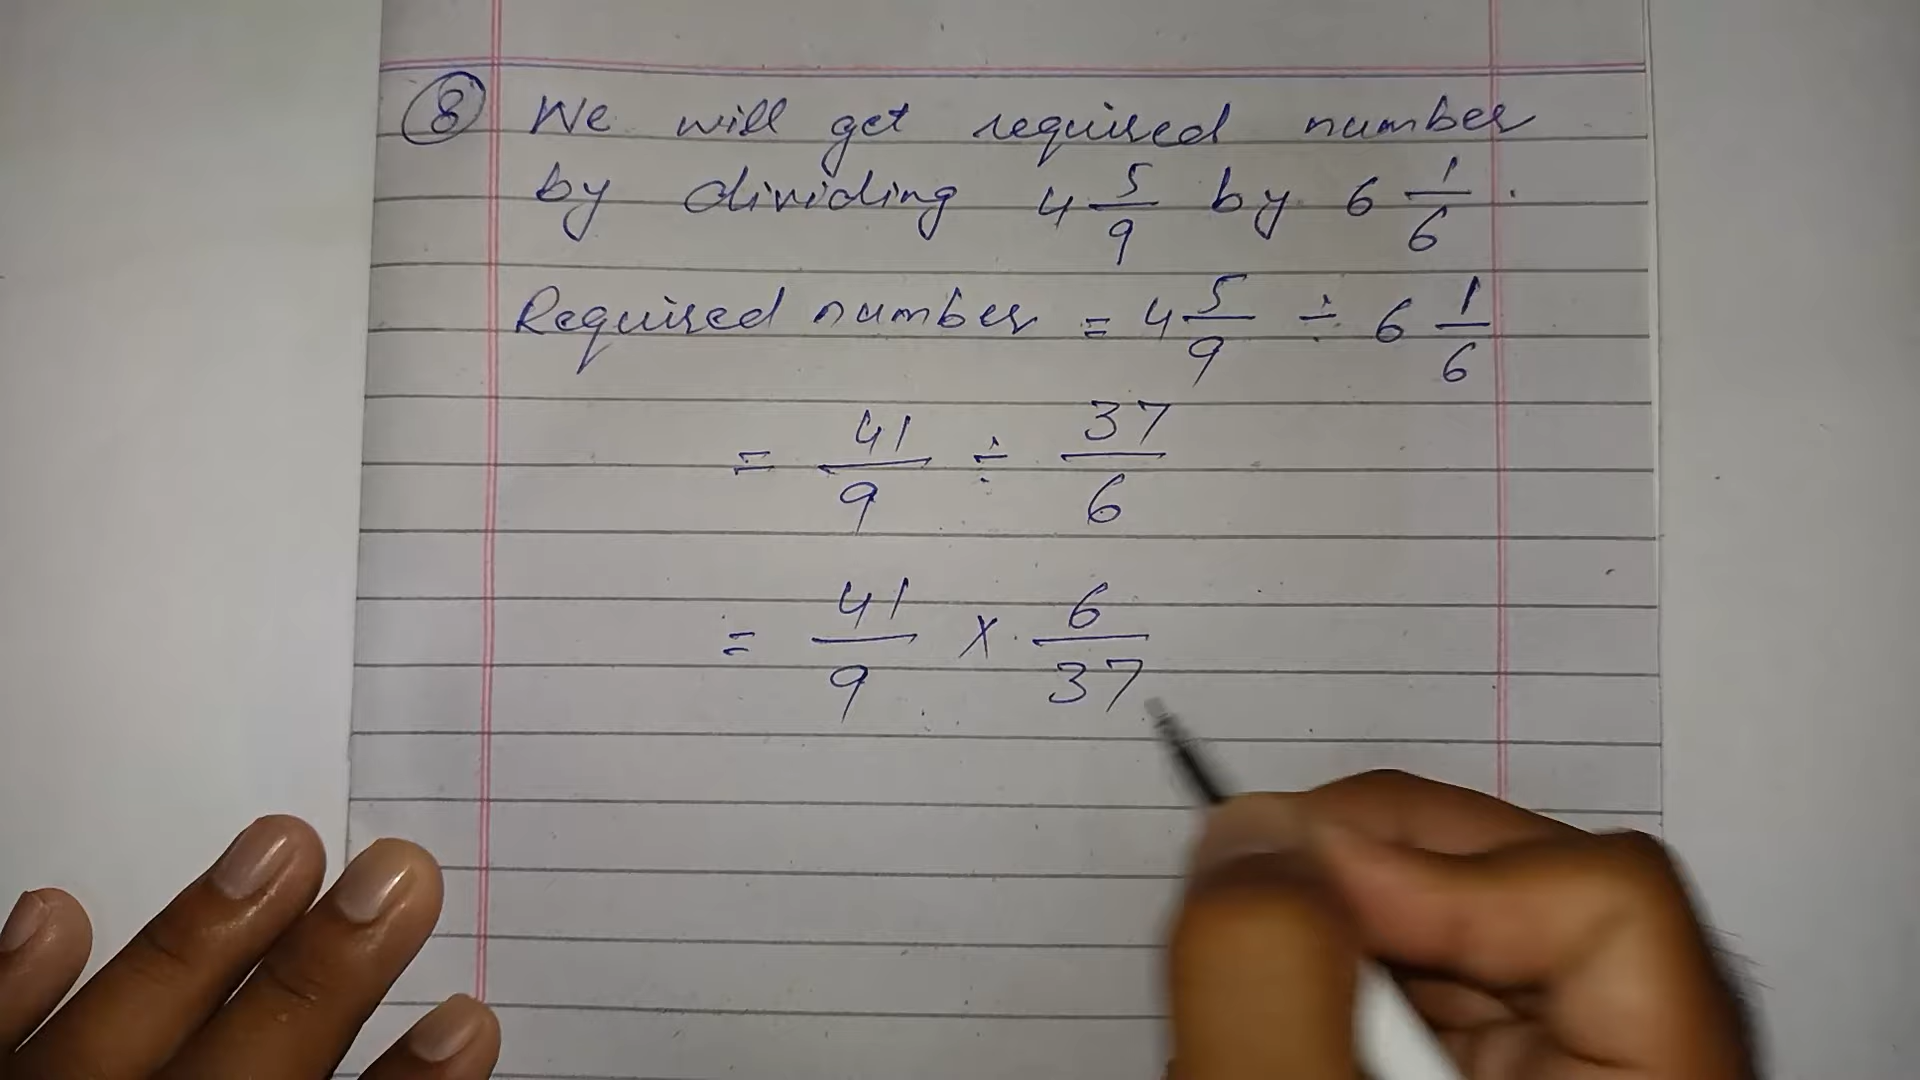 8 We will get required number
by dividing 4 5/9 by 6 1/6 .
Required number = 4 5/9 ÷ 6 1/6
= 41/9 ÷ 37/6
= 41/9 x 6/37